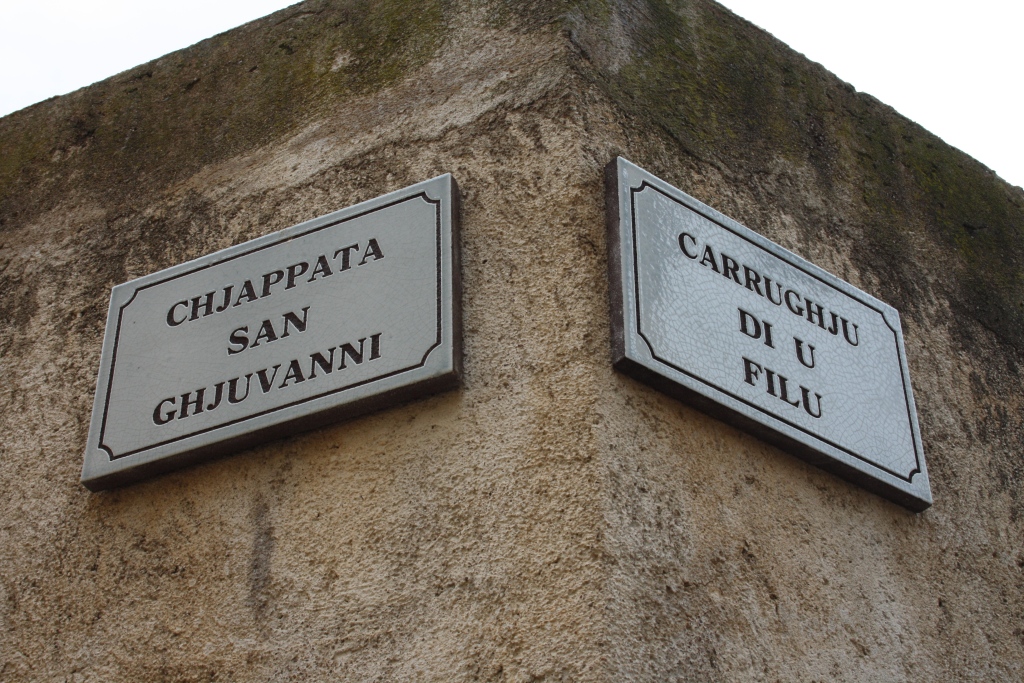 CHJAPPATA
SAN
GHJUVANNI
CARRUGHJU
DI U
FILU